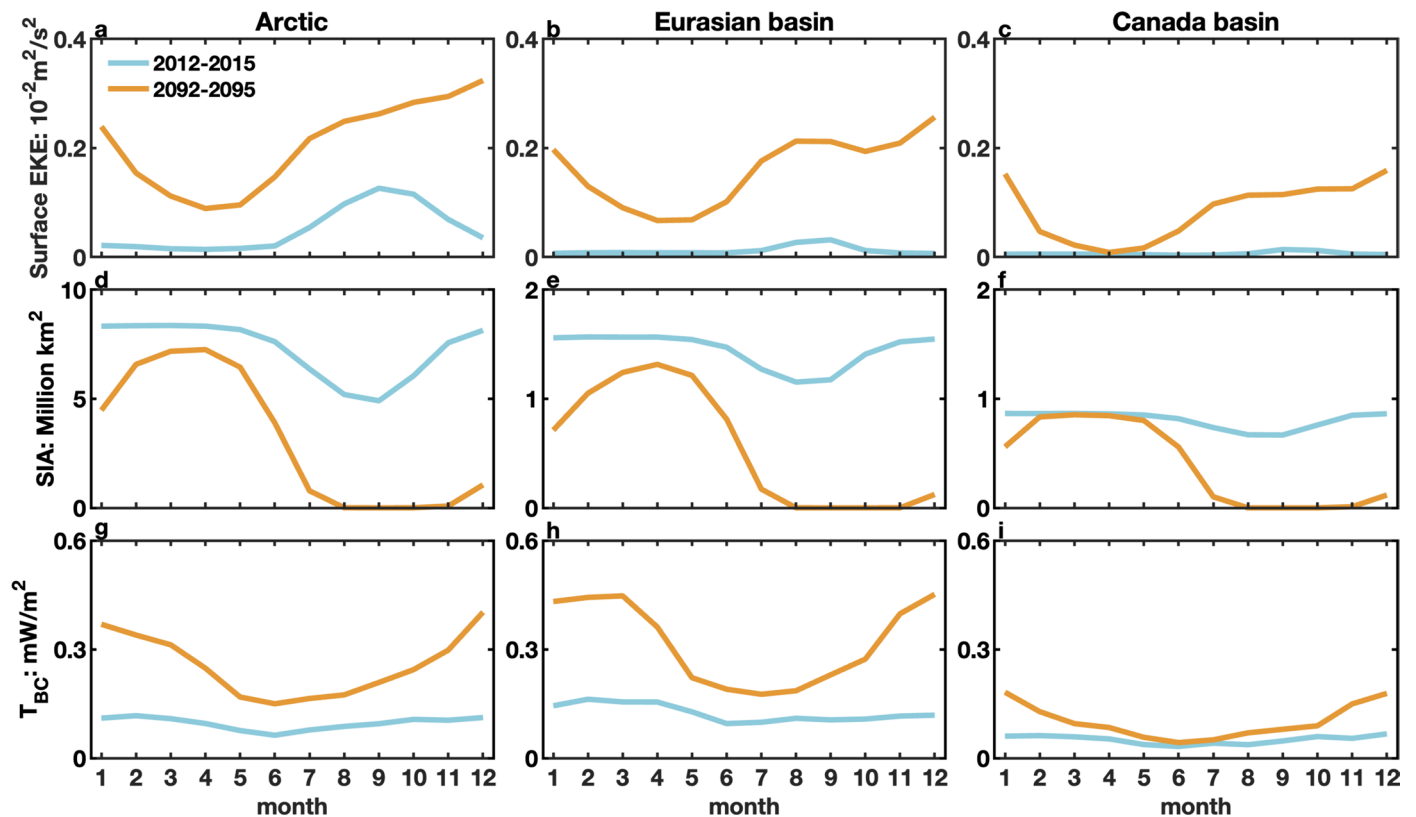 Arctic Eurasian basin Canada basin
a b c
Surface EKE: 10⁻²m²/s²
0.4 0.4 0.4
2012-2015
2092-2095
0.2 0.2 0.2
0 0 0
d e f
SIA: Million km²
10 2 2
5 1 1
0 0 0
g h i
T_BC: mW/m²
0.6 0.6 0.6
0.3 0.3 0.3
0 0 0
1 2 3 4 5 6 7 8 9 10 11 12 1 2 3 4 5 6 7 8 9 10 11 12 1 2 3 4 5 6 7 8 9 10 11 12
month month month